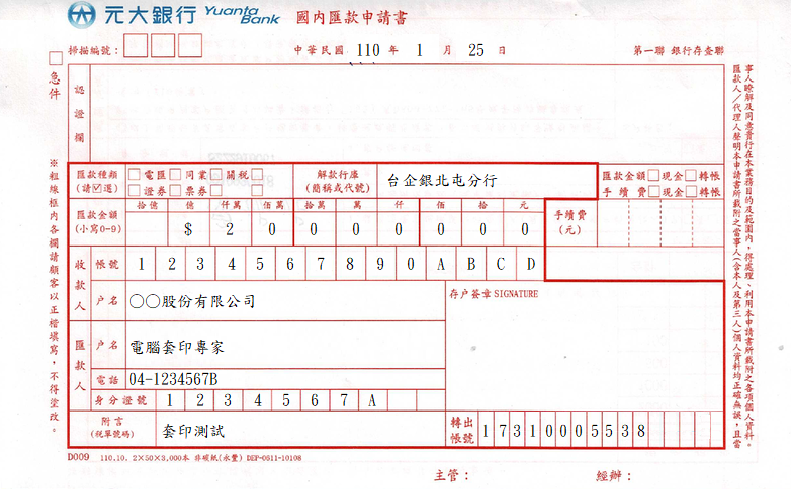 元大銀行 Yuanta Bank 國內匯款申請書
掃描編號： 中華民國 110 年 1 月 25 日 第一聯 銀行存查聯
急件
認證欄
匯款種類 (請☑選) □電匯 □同業 □關稅 □
□證券 □票券 □
解款行庫 (簡稱或代號) 台企銀北屯分行
匯款金額□ 現金□ 轉帳
手續費□ 現金□ 轉帳
匯款金額 (小寫0-9) 拾億 億 仟萬 佰萬 拾萬 萬 仟 佰 拾 元
$ 2 0 0 0 0 0 0 0
手續費 (元)
收款人 帳號 1 2 3 4 5 6 7 8 9 0 A B C D
戶名 ○○股份有限公司
存戶簽章 SIGNATURE
匯款人 戶名 電腦套印專家
電話 04-1234567B
身分證號 1 2 3 4 5 6 7 A
附言 (稅單號碼) 套印測試
轉出帳號 1 7 3 1 0 0 0 5 5 3 8
D009 110.10. 2×50×3,000本 非碳紙(永豐) DEP-0511-10108
主管： 經辦：
※粗線框內各欄請顧客以正楷填寫，不得塗改。
匯款人／代理人聲明本申請書所載附之當事人(含本人及第三人)個人資料均正確無誤，且當
事人瞭解及同意貴行在本業務目的及範圍內，得處理、利用本申請書所載附之各項個人資料。